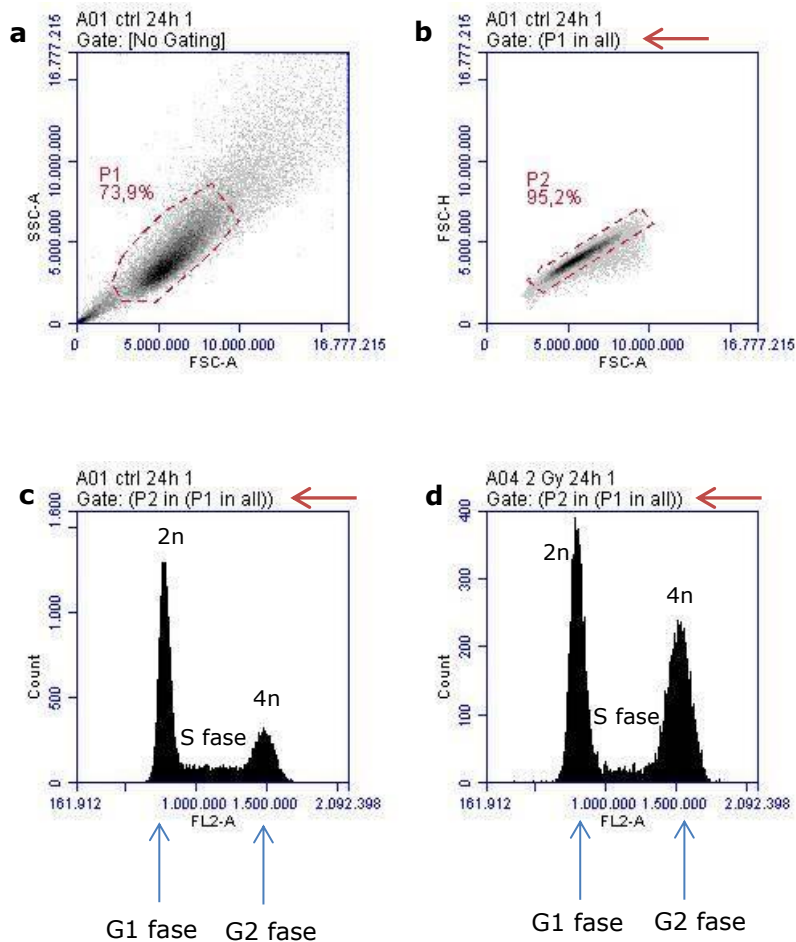 a
A01 ctrl 24h 1
Gate: [No Gating]
16.777.215
10.000.000
5.000.000
0
SSC-A
P1
73,9%
0 5.000.000 10.000.000 16.777.215
FSC-A
b
A01 ctrl 24h 1
Gate: (P1 in all)
16.777.215
10.000.000
5.000.000
0
FSC-H
P2
95,2%
0 5.000.000 10.000.000 16.777.215
FSC-A
c
A01 ctrl 24h 1
Gate: (P2 in (P1 in all))
1.600
1.000
500
0
Count
2n
4n
S fase
161.912 1.000.000 1.500.000 2.092.398
FL2-A
G1 fase G2 fase
d
A04 2 Gy 24h 1
Gate: (P2 in (P1 in all))
400
300
200
100
0
Count
2n
4n
S fase
161.912 1.000.000 1.500.000 2.092.398
FL2-A
G1 fase G2 fase